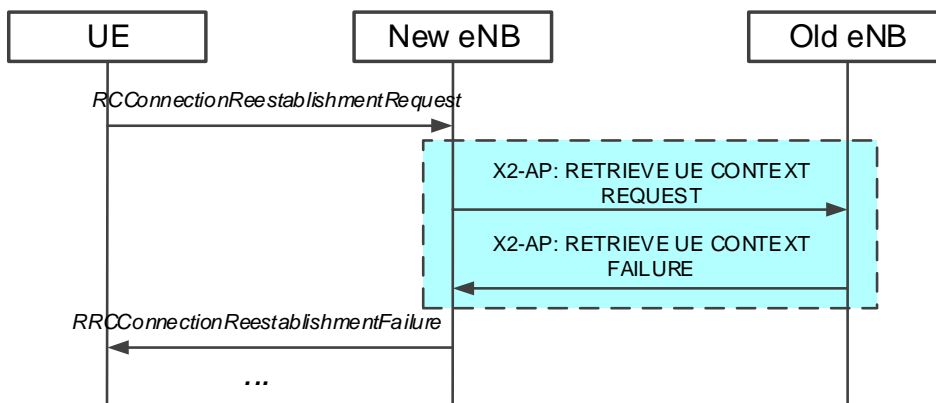 UE
New eNB
Old eNB
RCConnectionReestablishmentRequest
X2-AP: RETRIEVE UE CONTEXT
REQUEST
X2-AP: RETRIEVE UE CONTEXT
FAILURE
RRCConnectionReestablishmentFailure
...